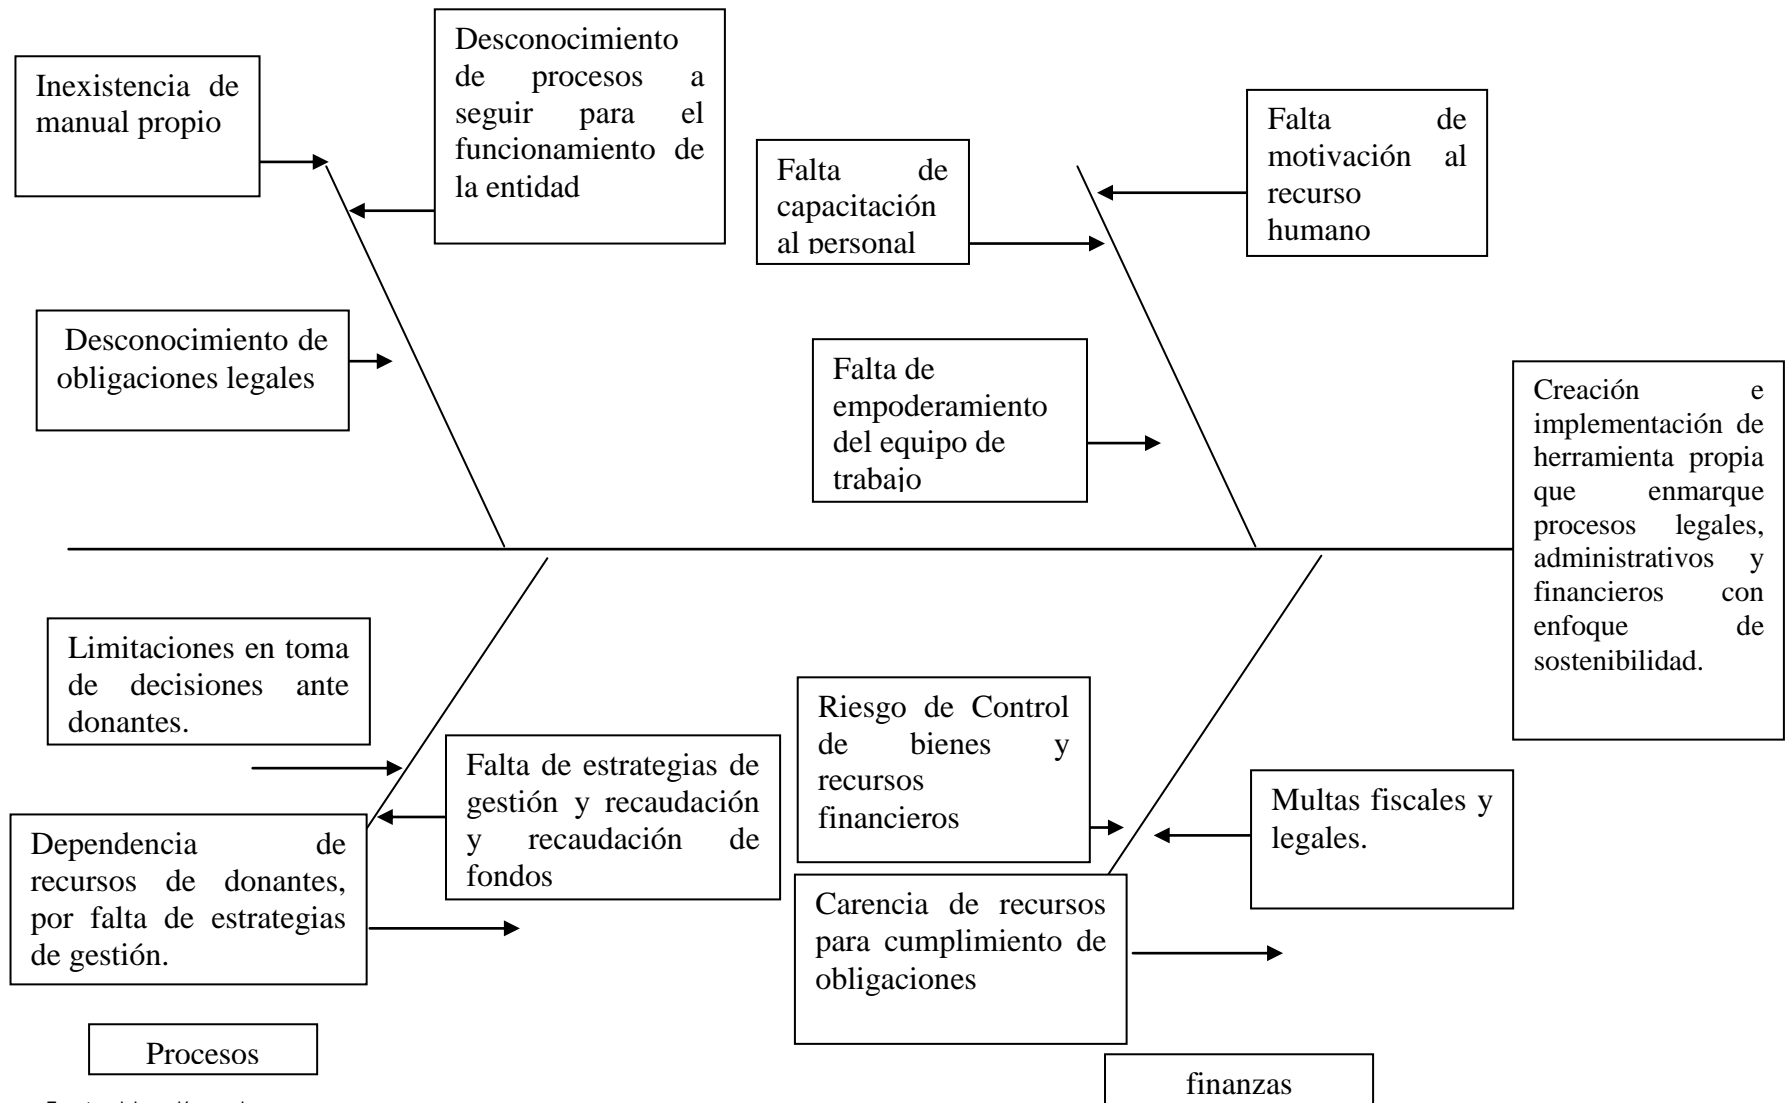 Inexistencia de
manual propio
Desconocimiento
de procesos a
seguir para el
funcionamiento de
la entidad
Falta de
capacitación
al personal
Falta de
motivación al
recurso
humano
Desconocimiento de
obligaciones legales
Falta de
empoderamiento
del equipo de
trabajo
Creación e
implementación de
herramienta propia
que enmarque
procesos legales,
administrativos y
financieros con
enfoque de
sostenibilidad.
Limitaciones en toma
de decisiones ante
donantes.
Falta de estrategias de
gestión y recaudación
y recaudación de
fondos
Riesgo de Control
de bienes y
recursos
financieros
Multas fiscales y
legales.
Dependencia de
recursos de donantes,
por falta de estrategias
de gestión.
Carencia de recursos
para cumplimiento de
obligaciones
Procesos
finanzas